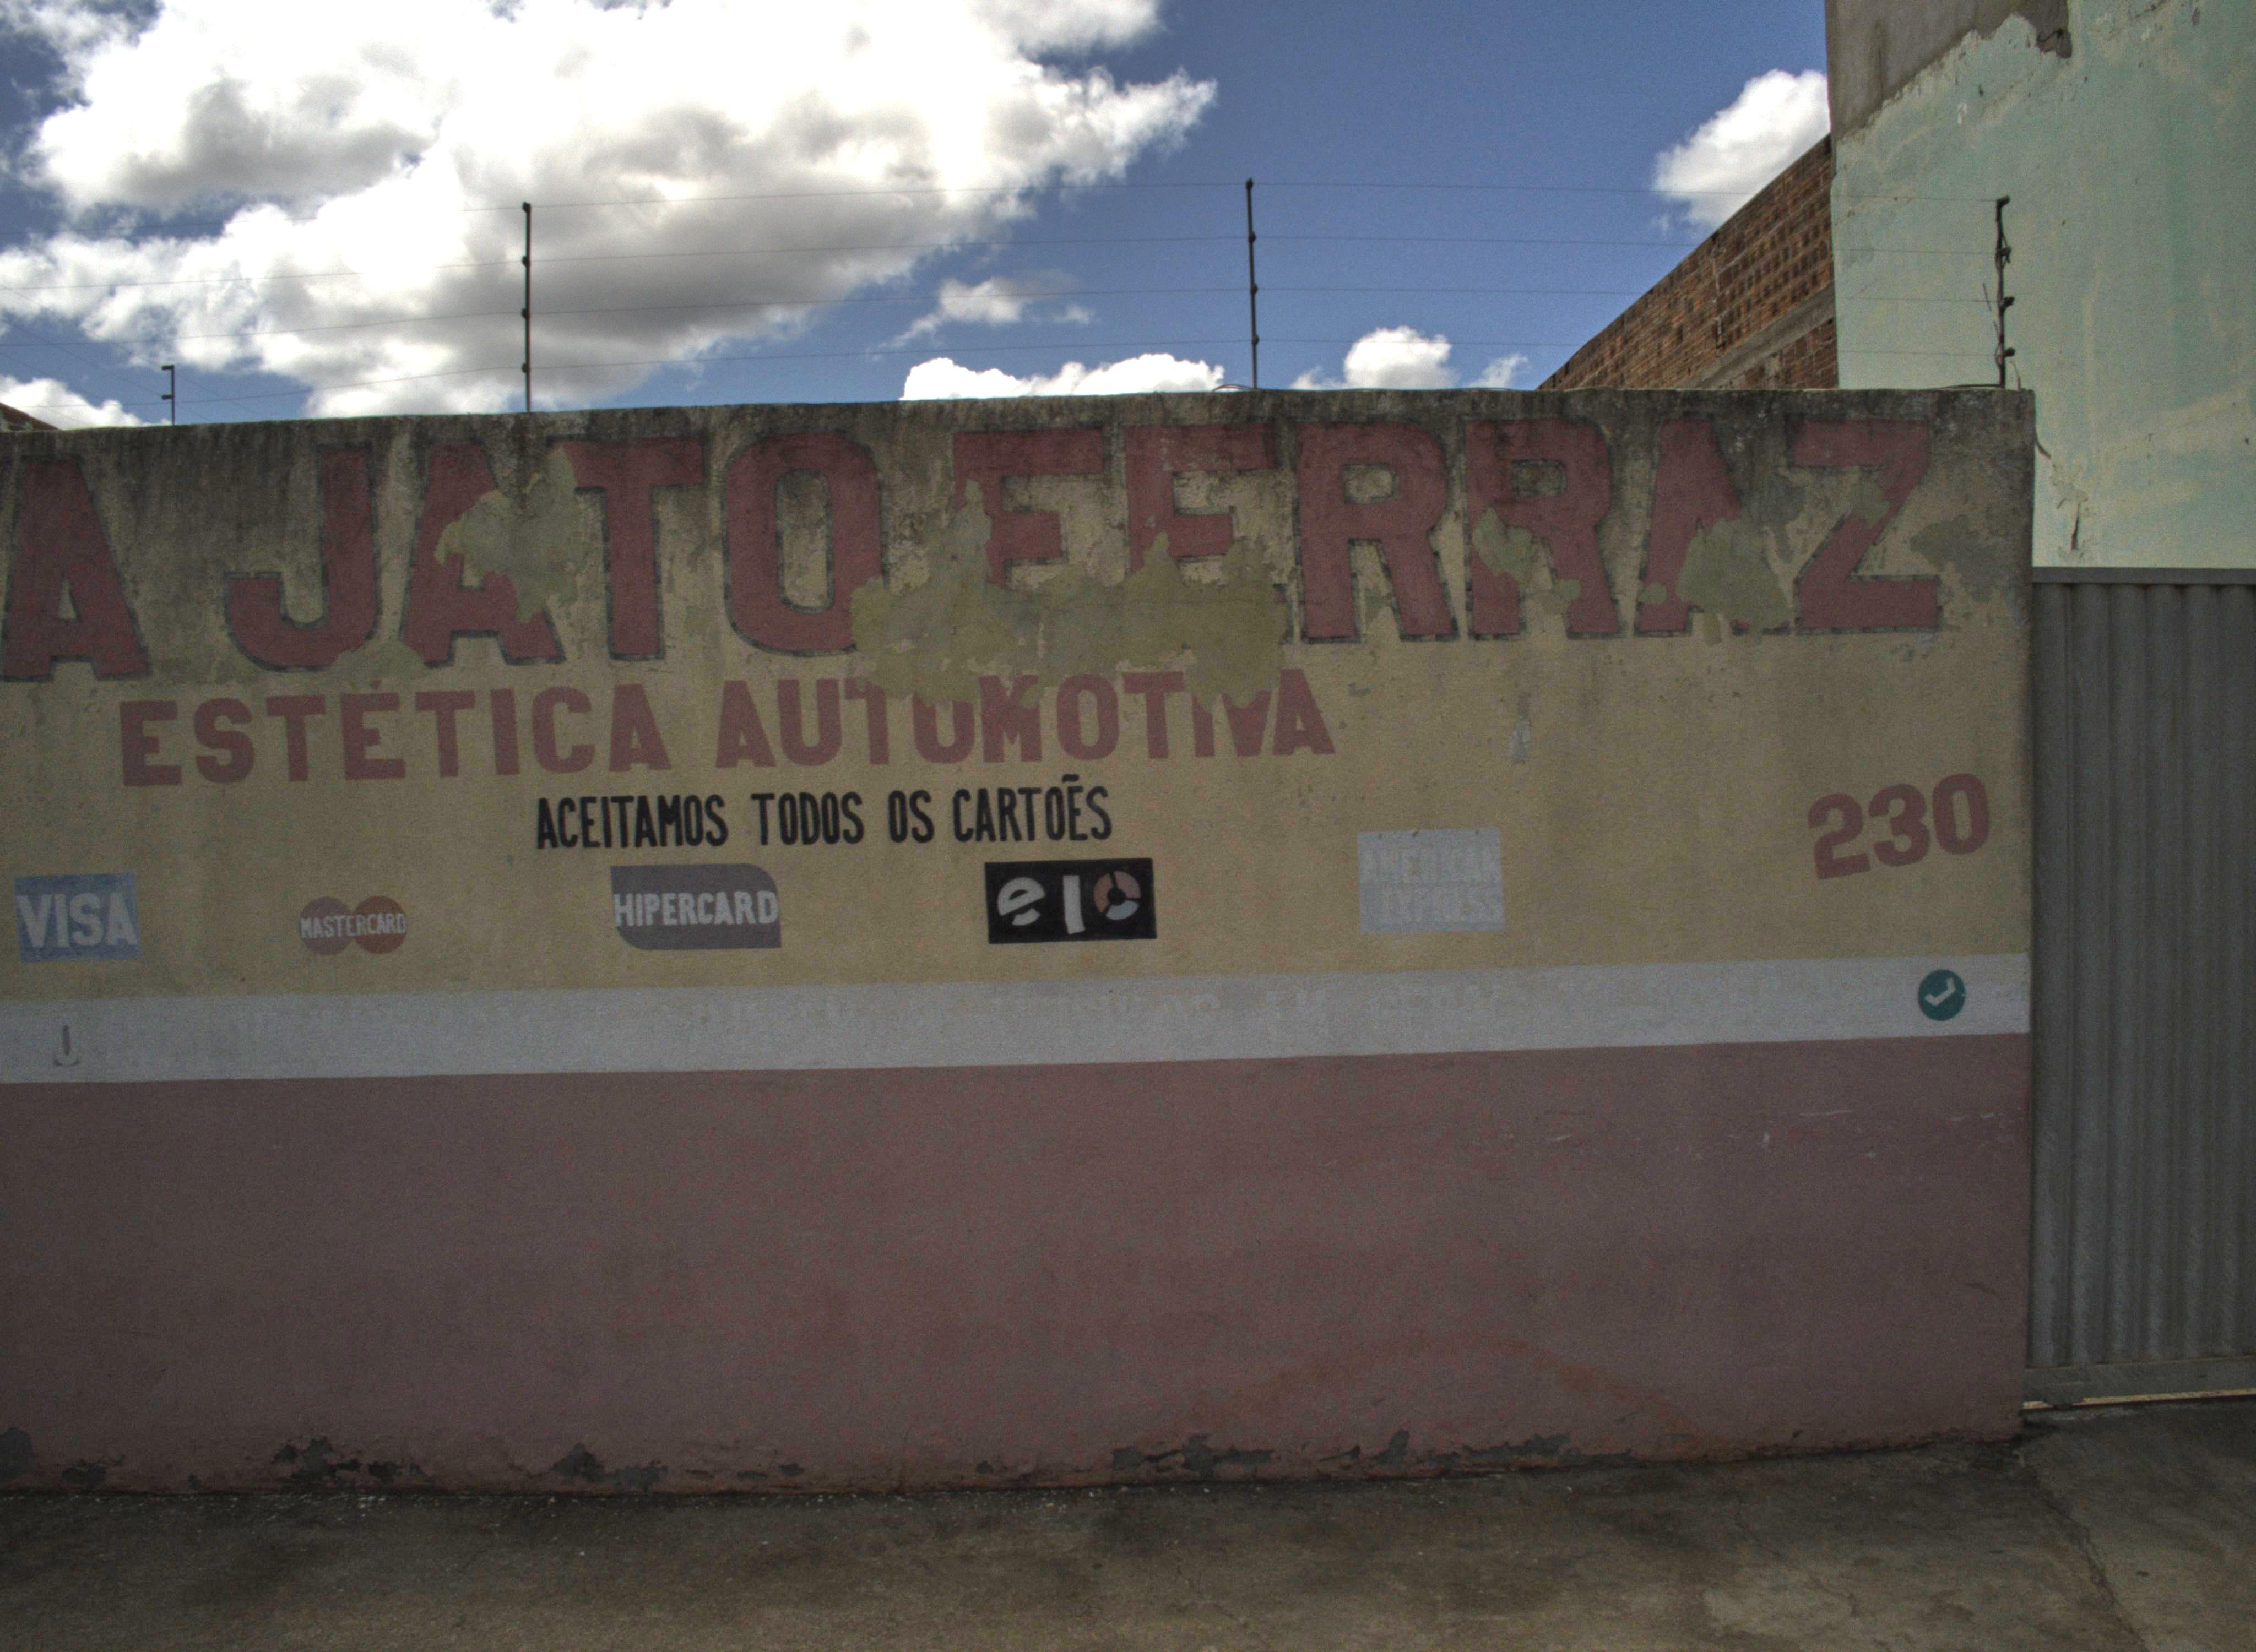 A JATO FERRAZ
ESTÉTICA AUTOMOTIVA
ACEITAMOS TODOS OS CARTOẼS
230
VISA
MASTERCARD
HIPERCARD
elo
AMERICAN
EXPRESS